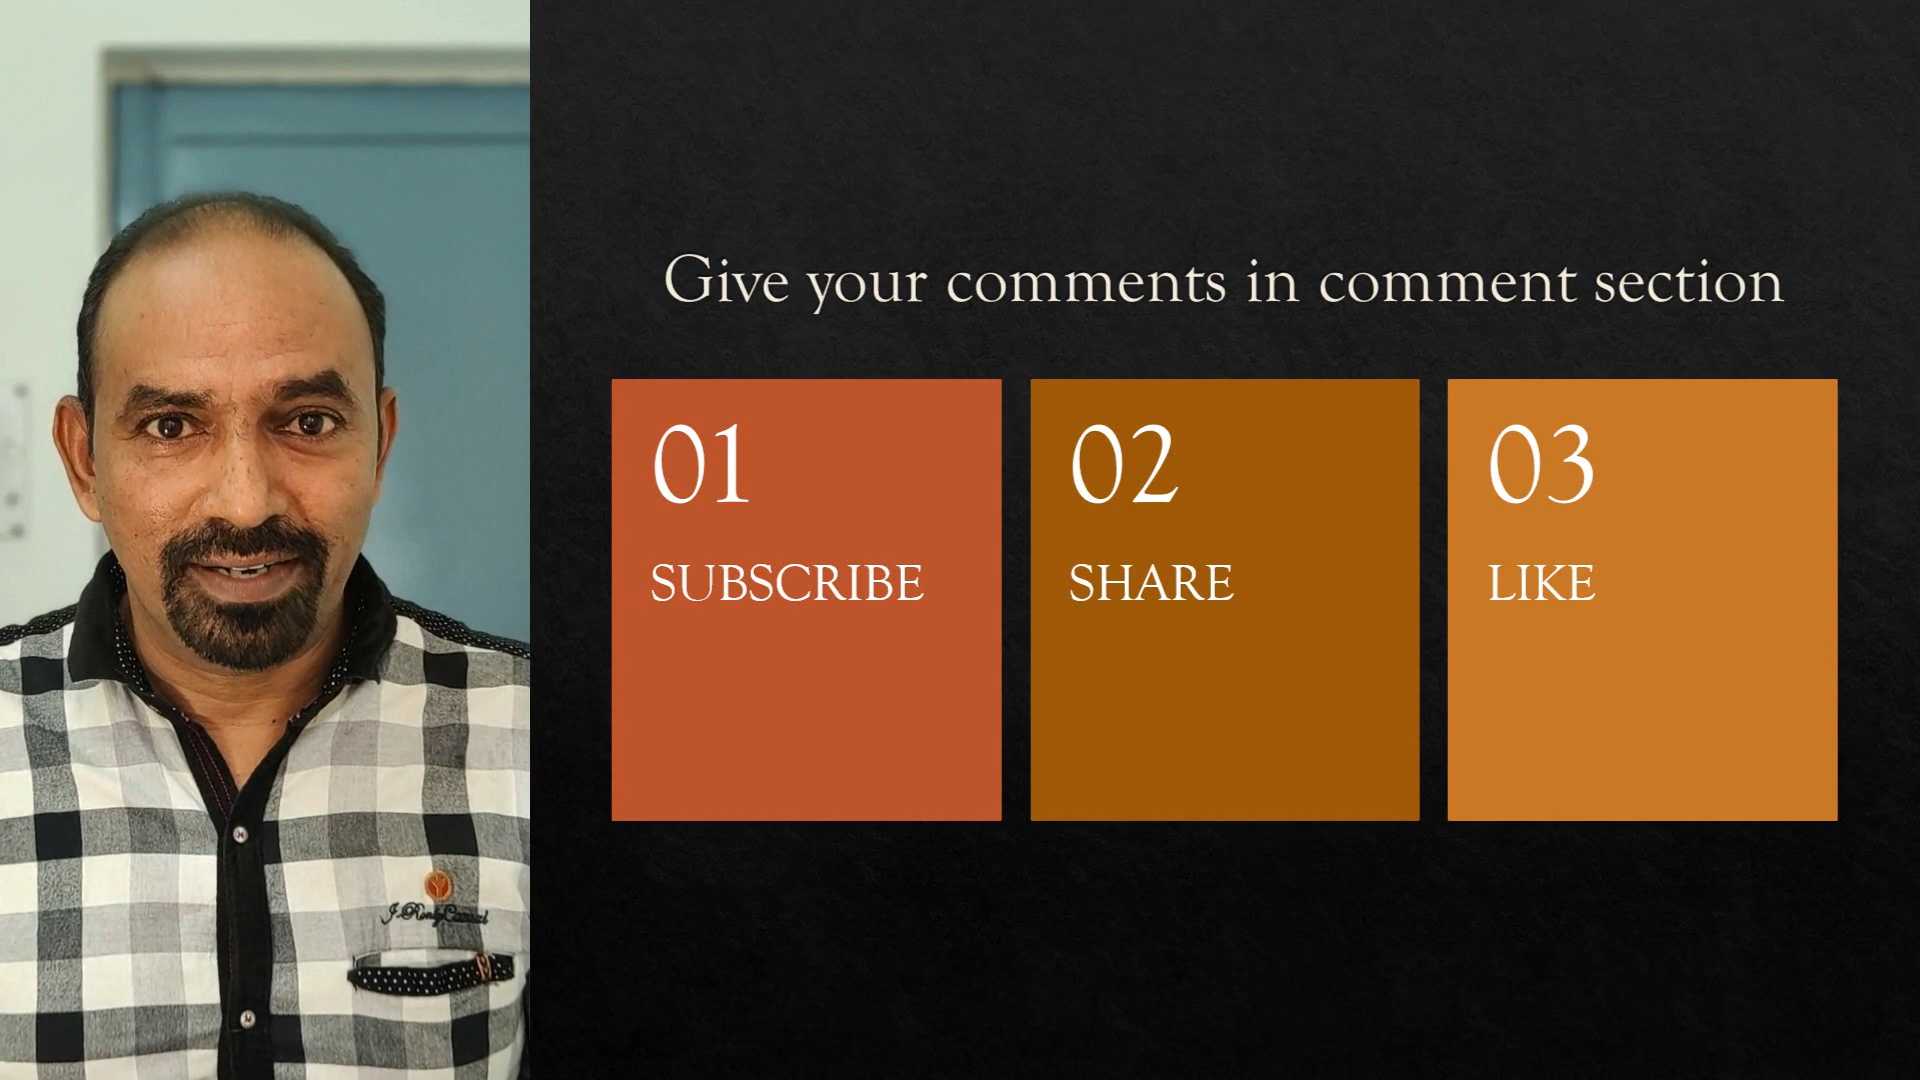 Give your comments in comment section
01
SUBSCRIBE
02
SHARE
03
LIKE